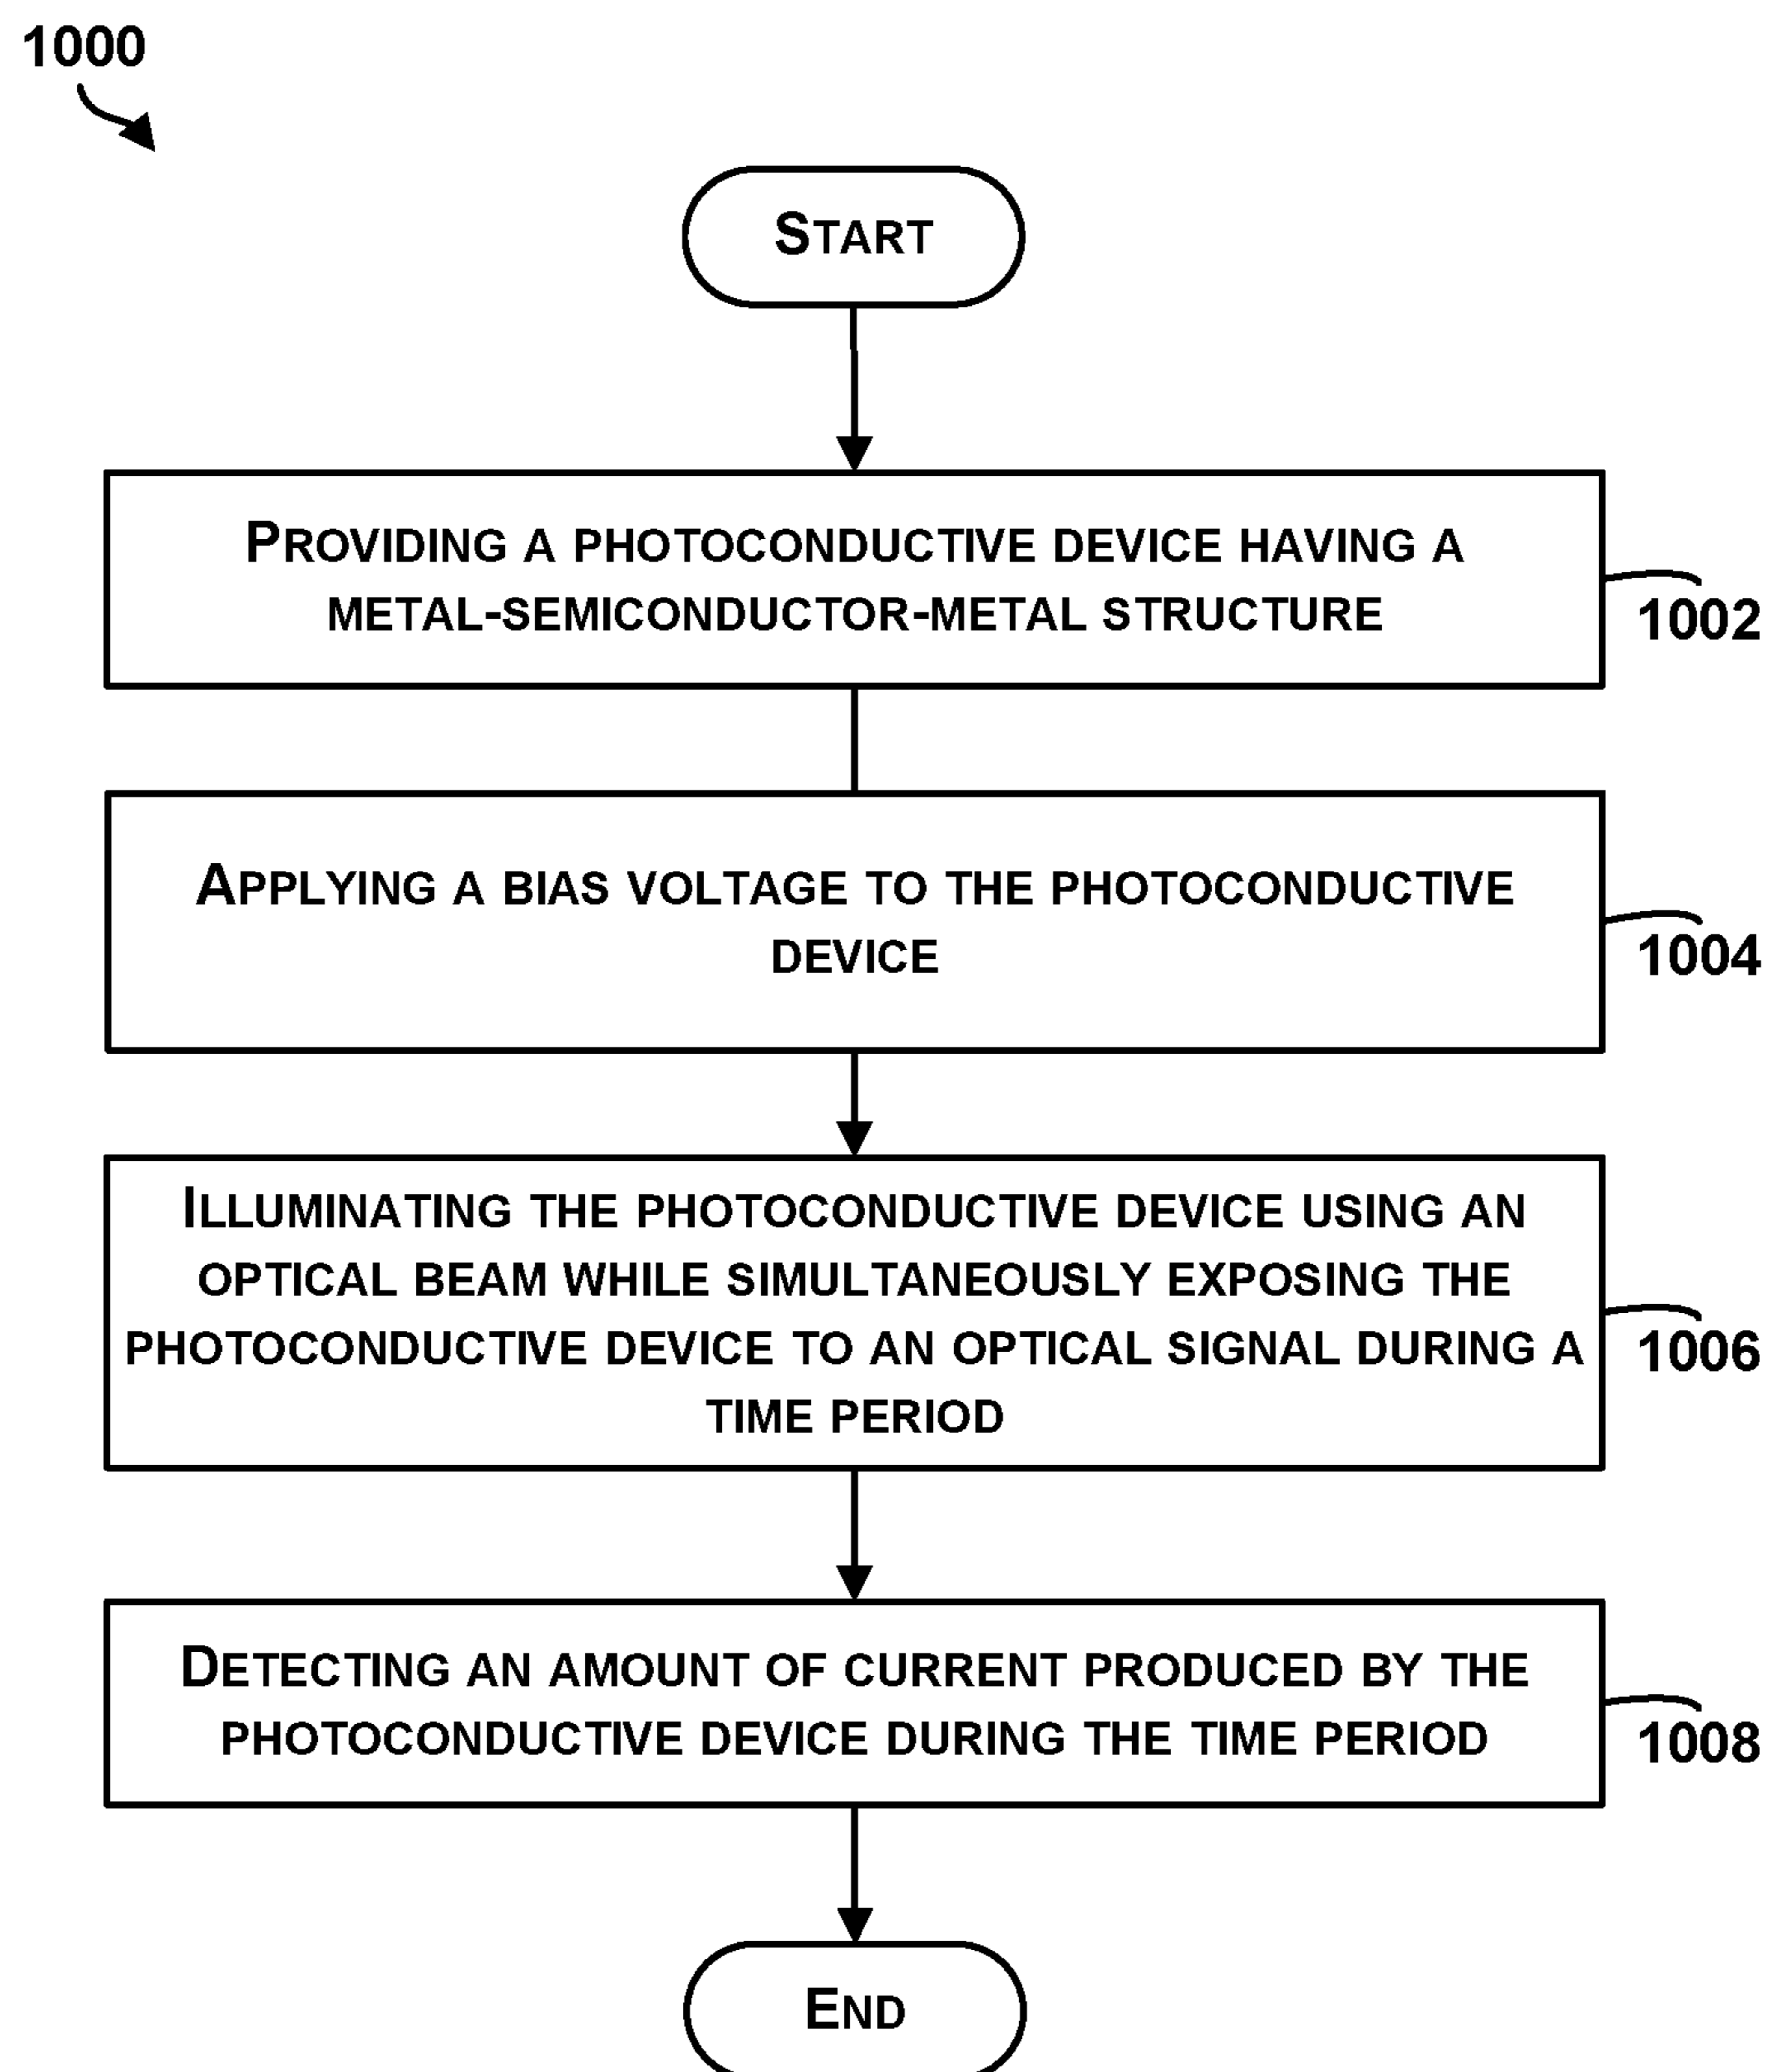 1000
START
PROVIDING A PHOTOCONDUCTIVE DEVICE HAVING A
METAL-SEMICONDUCTOR-METAL STRUCTURE
1002
APPLYING A BIAS VOLTAGE TO THE PHOTOCONDUCTIVE
DEVICE
1004
ILLUMINATING THE PHOTOCONDUCTIVE DEVICE USING AN
OPTICAL BEAM WHILE SIMULTANEOUSLY EXPOSING THE
PHOTOCONDUCTIVE DEVICE TO AN OPTICAL SIGNAL DURING A
TIME PERIOD
1006
DETECTING AN AMOUNT OF CURRENT PRODUCED BY THE
PHOTOCONDUCTIVE DEVICE DURING THE TIME PERIOD
1008
END